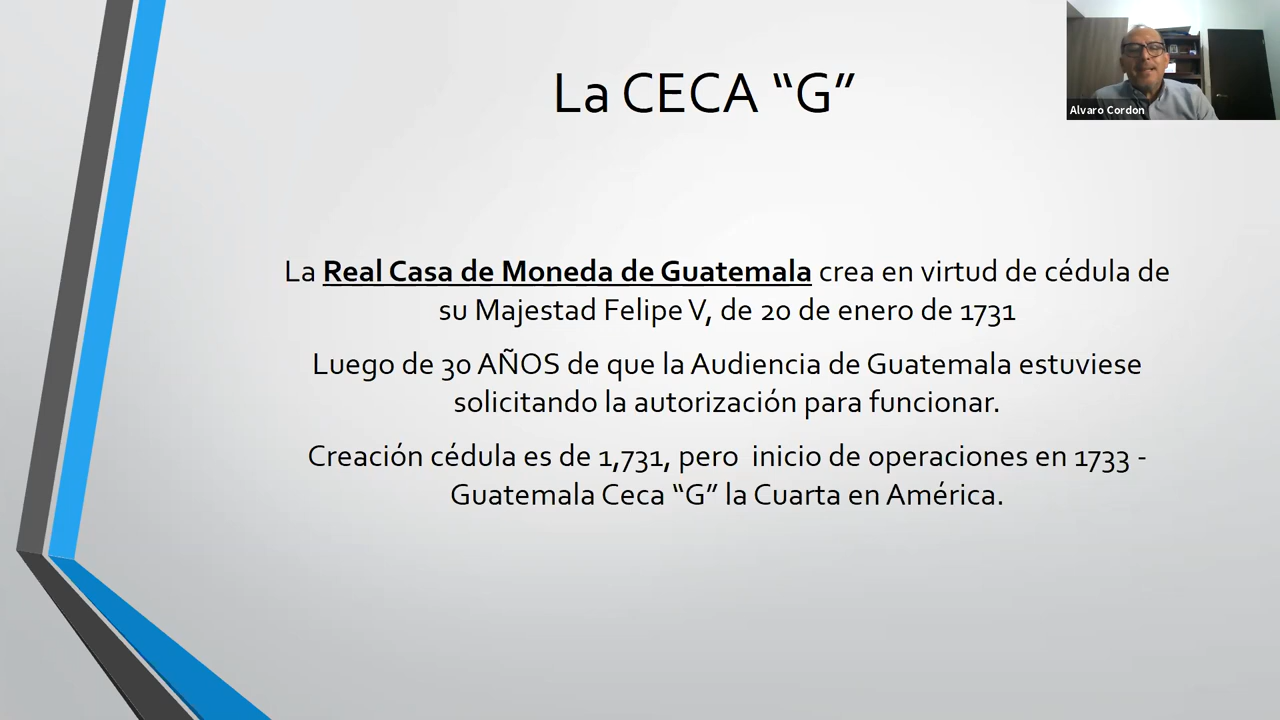 La CECA “G”
Alvaro Cordon
La Real Casa de Moneda de Guatemala crea en virtud de cédula de
su Majestad Felipe V, de 20 de enero de 1731
Luego de 30 AÑOS de que la Audiencia de Guatemala estuviese
solicitando la autorización para funcionar.
Creación cédula es de 1,731, pero  inicio de operaciones en 1733 -
Guatemala Ceca “G” la Cuarta en América.